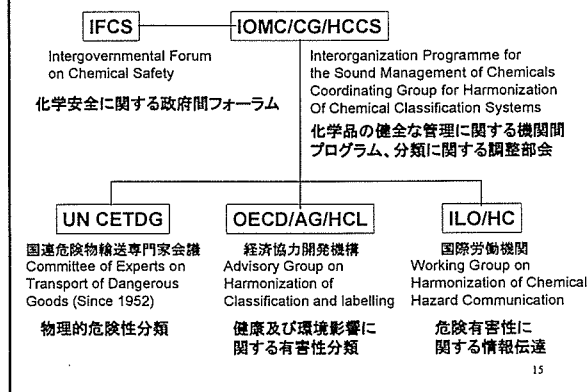 IFCS
IOMC/CG/HCCS
Intergovernmental Forum
on Chemical Safety
化学安全に関する政府間フォーラム
Interorganization Programme for
the Sound Management of Chemicals
Coordinating Group for Harmonization
Of Chemical Classification Systems
化学品の健全な管理に関する機関間
プログラム、分類に関する調整部会
UN CETDG
国連危険物輸送専門家会議
Committee of Experts on
Transport of Dangerous
Goods (Since 1952)
物理的危険性分類
OECD/AG/HCL
経済協力開発機構
Advisory Group on
Harmonization of
Classification and labelling
健康及び環境影響に
関する有害性分類
ILO/HC
国際労働機関
Working Group on
Harmonization of Chemical
Hazard Communication
危険有害性に
関する情報伝達
15